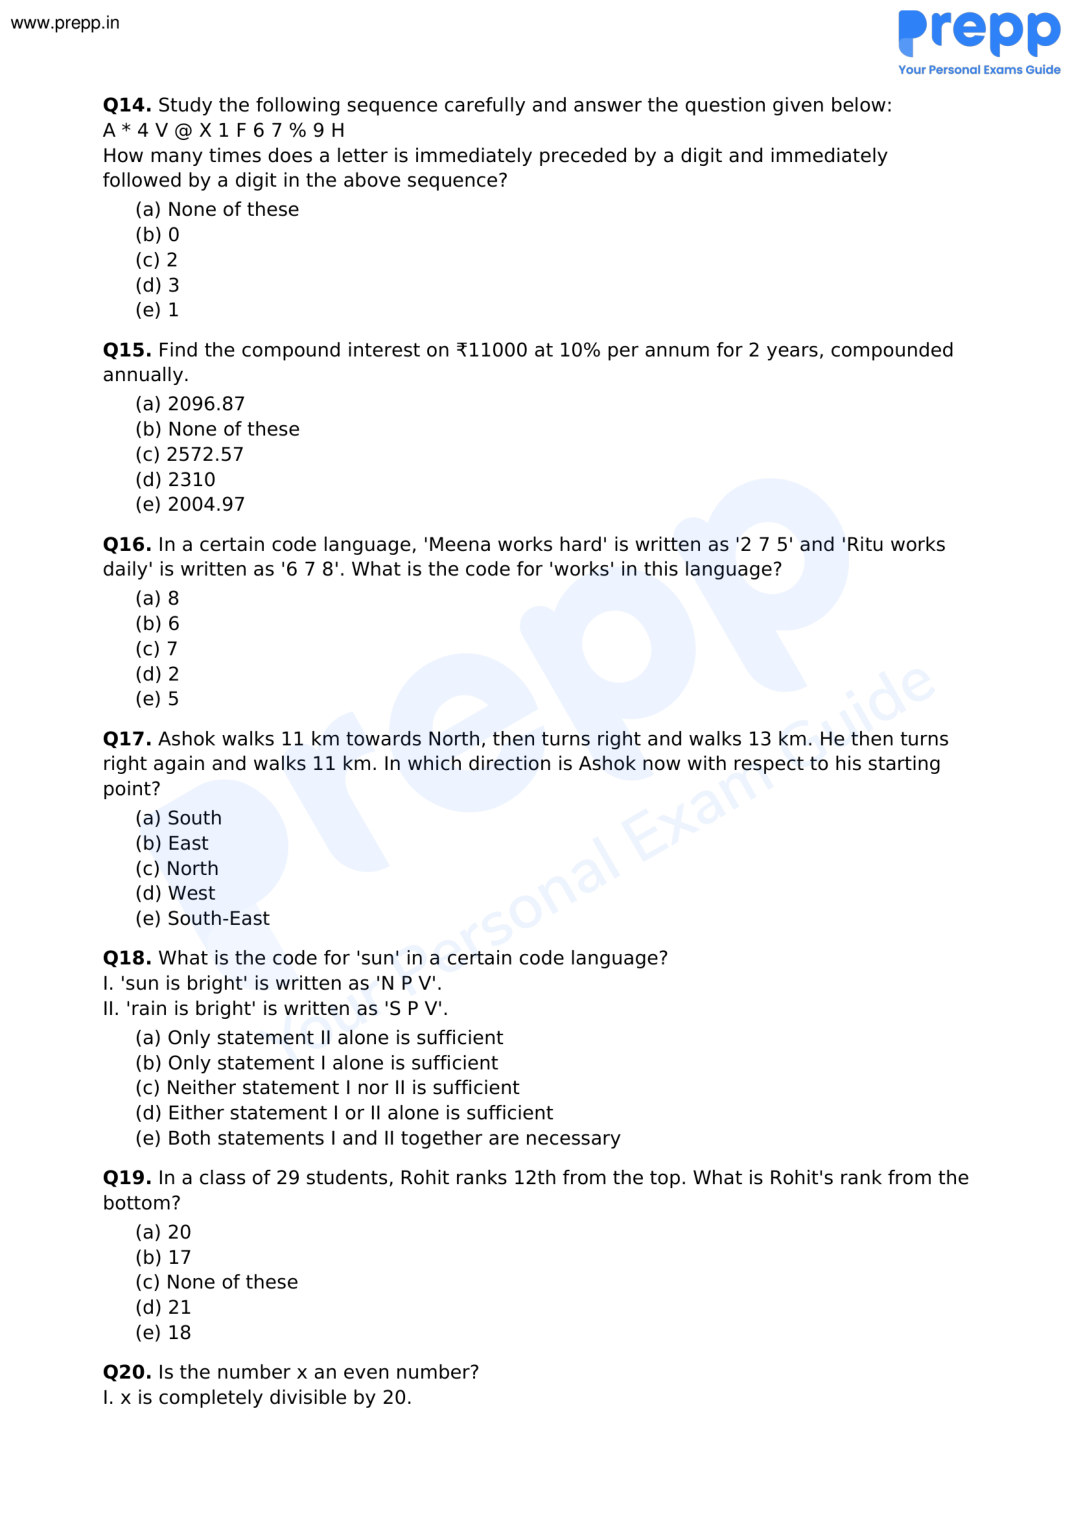 www.prepp.in
Prepp
Your Personal Exams Guide
Q14. Study the following sequence carefully and answer the question given below:
A * 4 V @ X 1 F 6 7 % 9 H
How many times does a letter is immediately preceded by a digit and immediately
followed by a digit in the above sequence?
(a) None of these
(b) 0
(c) 2
(d) 3
(e) 1
Q15. Find the compound interest on ₹11000 at 10% per annum for 2 years, compounded
annually.
(a) 2096.87
(b) None of these
(c) 2572.57
(d) 2310
(e) 2004.97
Q16. In a certain code language, 'Meena works hard' is written as '2 7 5' and 'Ritu works
daily' is written as '6 7 8'. What is the code for 'works' in this language?
(a) 8
(b) 6
(c) 7
(d) 2
(e) 5
Q17. Ashok walks 11 km towards North, then turns right and walks 13 km. He then turns
right again and walks 11 km. In which direction is Ashok now with respect to his starting
point?
(a) South
(b) East
(c) North
(d) West
(e) South-East
Q18. What is the code for 'sun' in a certain code language?
I. 'sun is bright' is written as 'N P V'.
II. 'rain is bright' is written as 'S P V'.
(a) Only statement II alone is sufficient
(b) Only statement I alone is sufficient
(c) Neither statement I nor II is sufficient
(d) Either statement I or II alone is sufficient
(e) Both statements I and II together are necessary
Q19. In a class of 29 students, Rohit ranks 12th from the top. What is Rohit's rank from the
bottom?
(a) 20
(b) 17
(c) None of these
(d) 21
(e) 18
Q20. Is the number x an even number?
I. x is completely divisible by 20.
Prepp
Your Personal Exam Guide